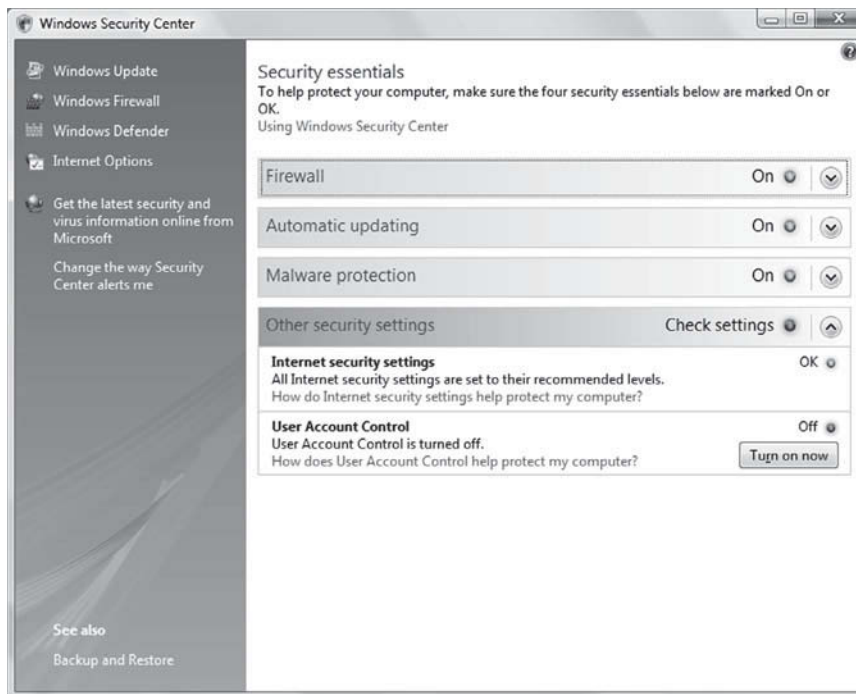 Windows Security Center
Windows Update
Windows Firewall
Windows Defender
Internet Options
Get the latest security and
virus information online from
Microsoft
Change the way Security
Center alerts me
See also
Backup and Restore
Security essentials
To help protect your computer, make sure the four security essentials below are marked On or
OK.
Using Windows Security Center
Firewall On
Automatic updating On
Malware protection On
Other security settings Check settings
Internet security settings OK
All Internet security settings are set to their recommended levels.
How do Internet security settings help protect my computer?
User Account Control Off
User Account Control is turned off.
How does User Account Control help protect my computer?
Turn on now